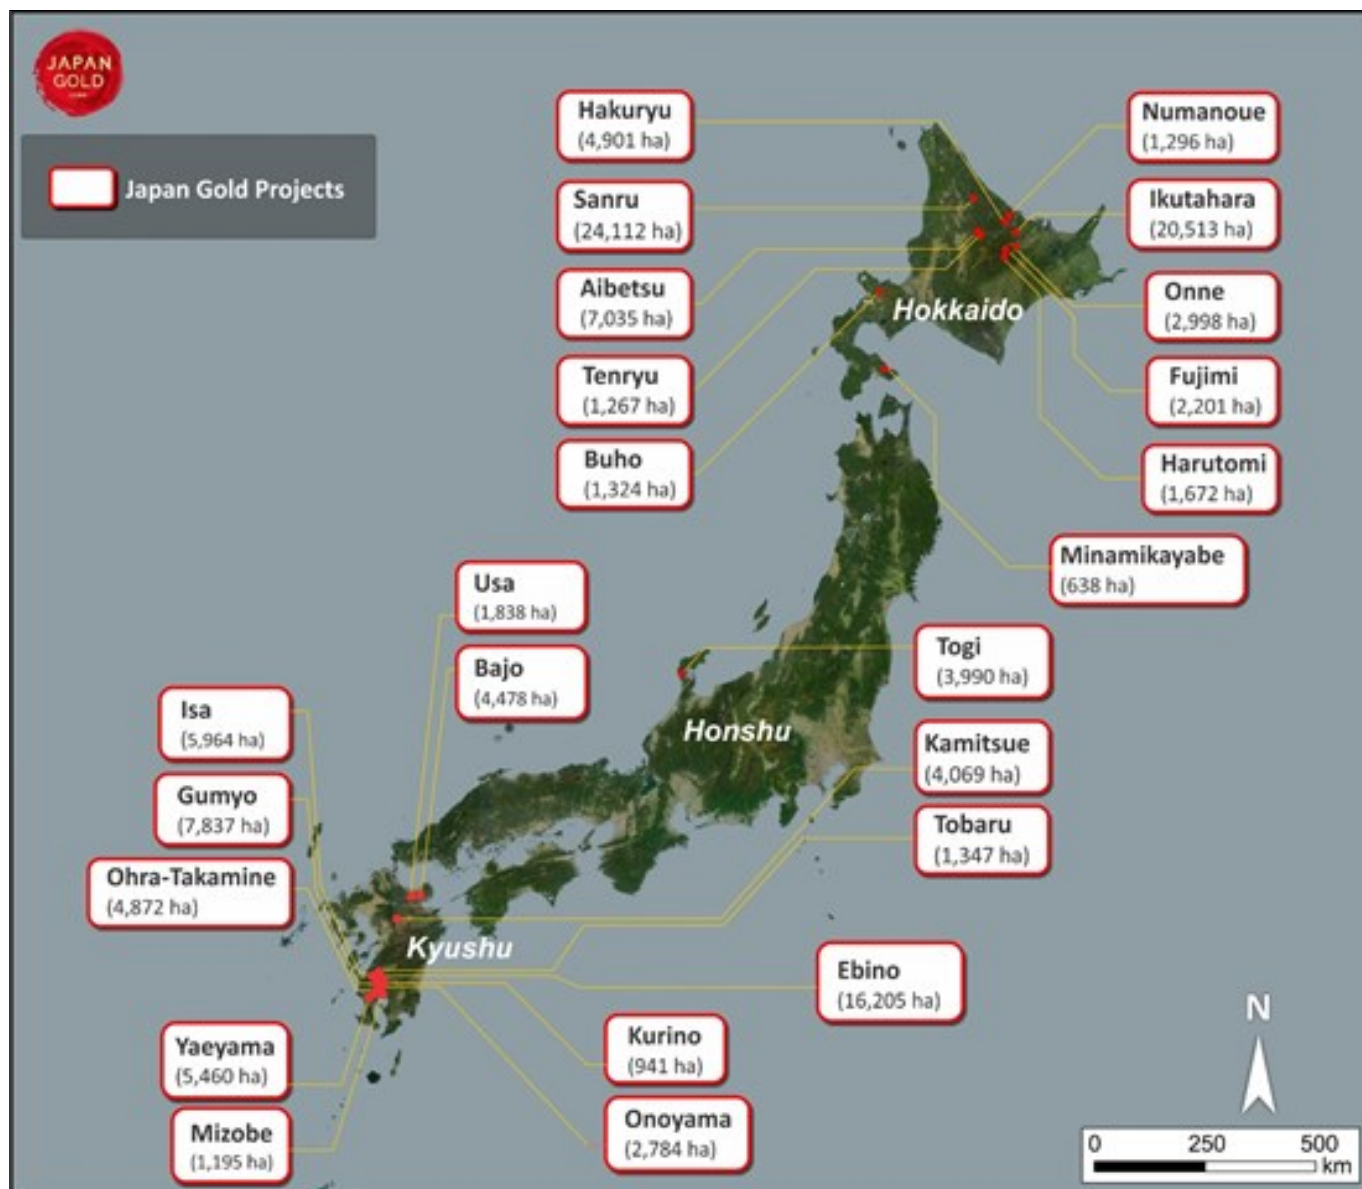 JAPAN
GOLD
Japan Gold Projects
Hakuryu
(4,901 ha)
Sanru
(24,112 ha)
Aibetsu
(7,035 ha)
Tenryu
(1,267 ha)
Buho
(1,324 ha)
Numanoue
(1,296 ha)
Ikutahara
(20,513 ha)
Onne
(2,998 ha)
Fujimi
(2,201 ha)
Harutomi
(1,672 ha)
Minamikayabe
(638 ha)
Hokkaido
Usa
(1,838 ha)
Bajo
(4,478 ha)
Togi
(3,990 ha)
Kamitsue
(4,069 ha)
Tobaru
(1,347 ha)
Honshu
Isa
(5,964 ha)
Gumyo
(7,837 ha)
Ohra-Takamine
(4,872 ha)
Kyushu
Ebino
(16,205 ha)
Yaeyama
(5,460 ha)
Mizobe
(1,195 ha)
Kurino
(941 ha)
Onoyama
(2,784 ha)
N
0 250 500
km